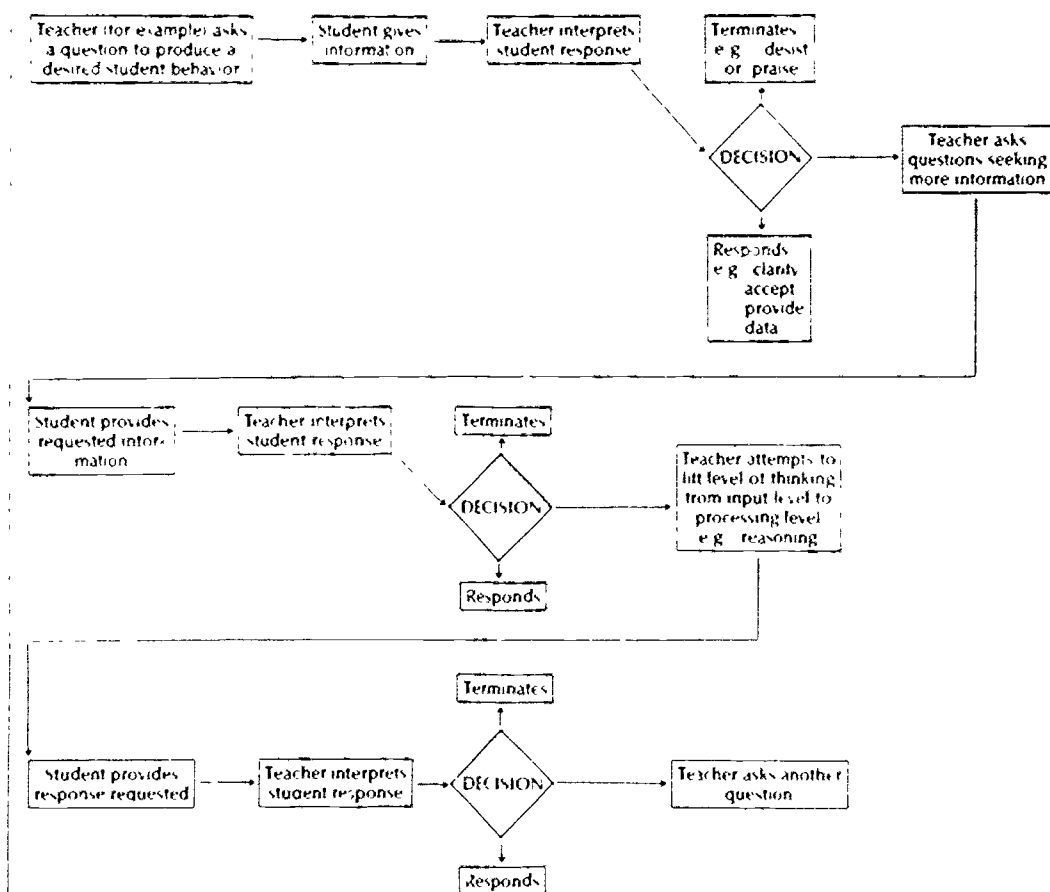 Teacher (for example) asks
a question to produce a
desired student behavior
Student gives
information
Teacher interprets
student response
Terminates
e.g. desist
or praise
DECISION
Teacher asks
questions seeking
more information
Responds
e.g. clarify
accept
provide
data
Student provides
requested infor-
mation
Teacher interprets
student response
Terminates
DECISION
Teacher attempts to
lift level of thinking
from input level to
processing level
e.g. reasoning
Responds
Student provides
response requested
Teacher interprets
student response
Terminates
DECISION
Teacher asks another
question
Responds